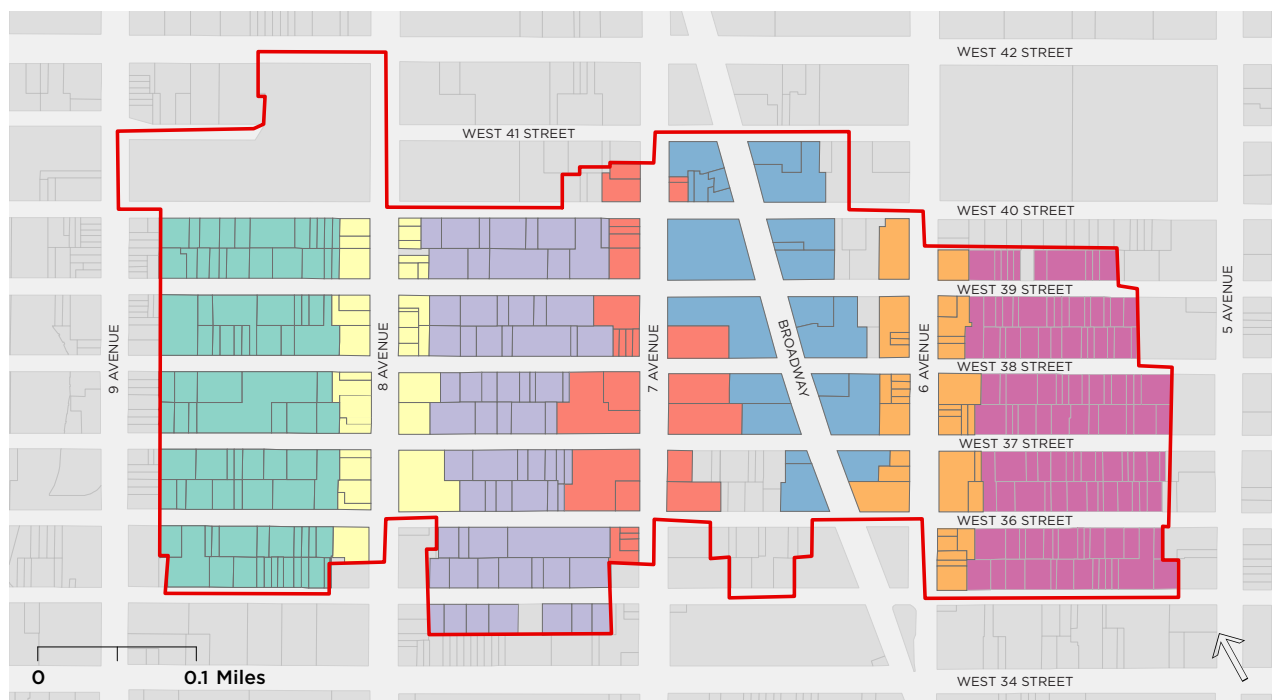 WEST 42 STREET
WEST 41 STREET
WEST 40 STREET
WEST 39 STREET
9 AVENUE
8 AVENUE
7 AVENUE
BROADWAY
6 AVENUE
5 AVENUE
WEST 38 STREET
WEST 37 STREET
WEST 36 STREET
0
0.1 Miles
WEST 34 STREET